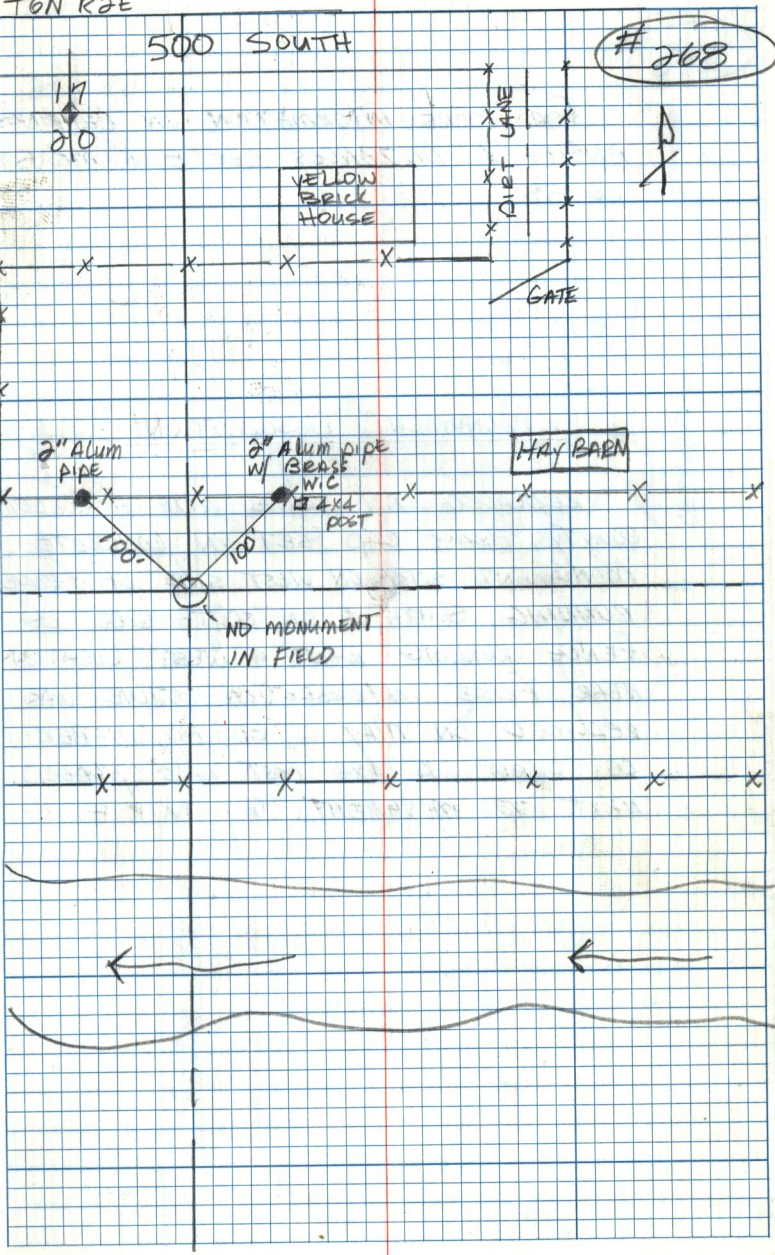 T6N R2E
500 SOUTH
# 268
17
20
DIRT LANE
YELLOW
BRICK
HOUSE
GATE
2" Alum
PIPE
2" Alum pipe
W/ BRASS
W.C
4x4
POST
HAY BARN
100'
100'
NO MONUMENT
IN FIELD